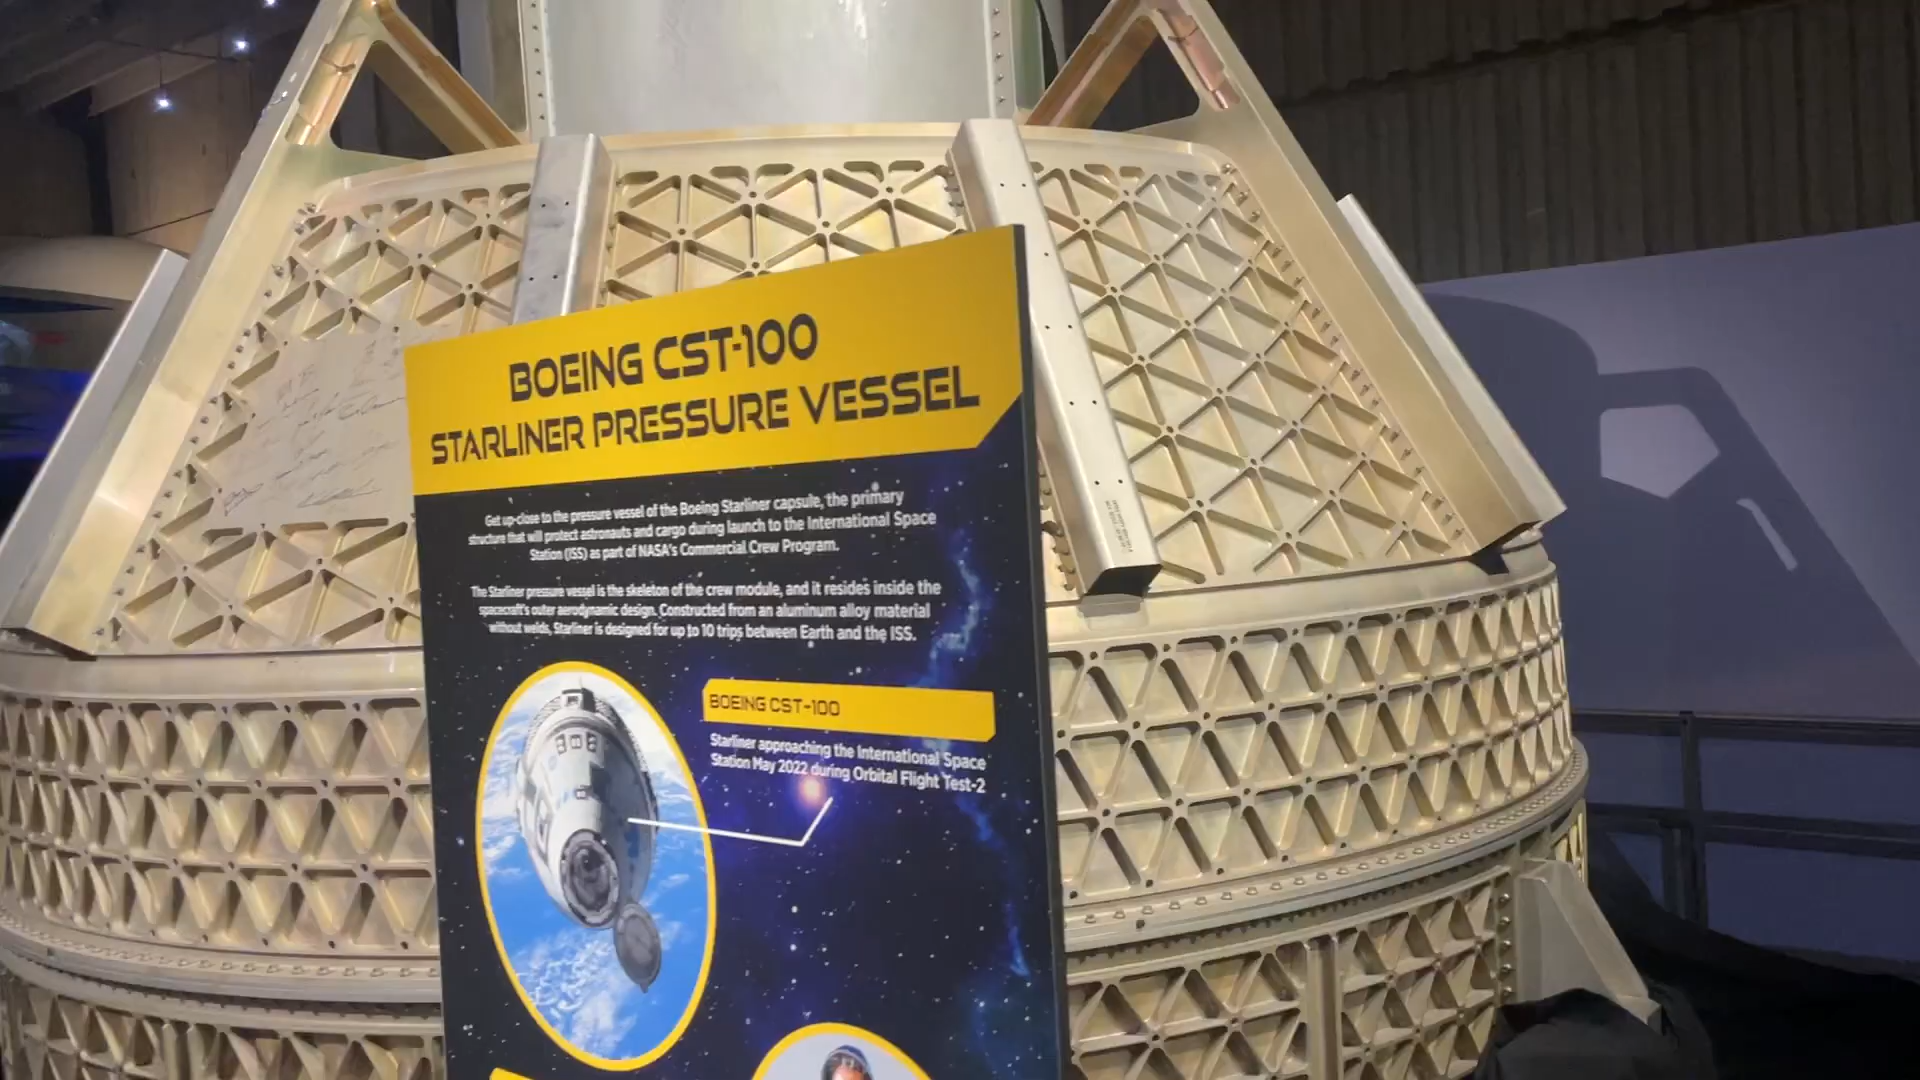 BOEING CST-100
STARLINER PRESSURE VESSEL
Get up-close to the pressure vessel of the Boeing Starliner capsule, the primary
structure that will protect astronauts and cargo during launch to the International Space
Station (ISS) as part of NASA's Commercial Crew Program.
The Starliner pressure vessel is the skeleton of the crew module, and it resides inside the
spacecraft's outer aerodynamic design. Constructed from an aluminum alloy material
without welds, Starliner is designed for up to 10 trips between Earth and the ISS.
BOEING CST-100
Starliner approaching the International Space
Station May 2022 during Orbital Flight Test-2